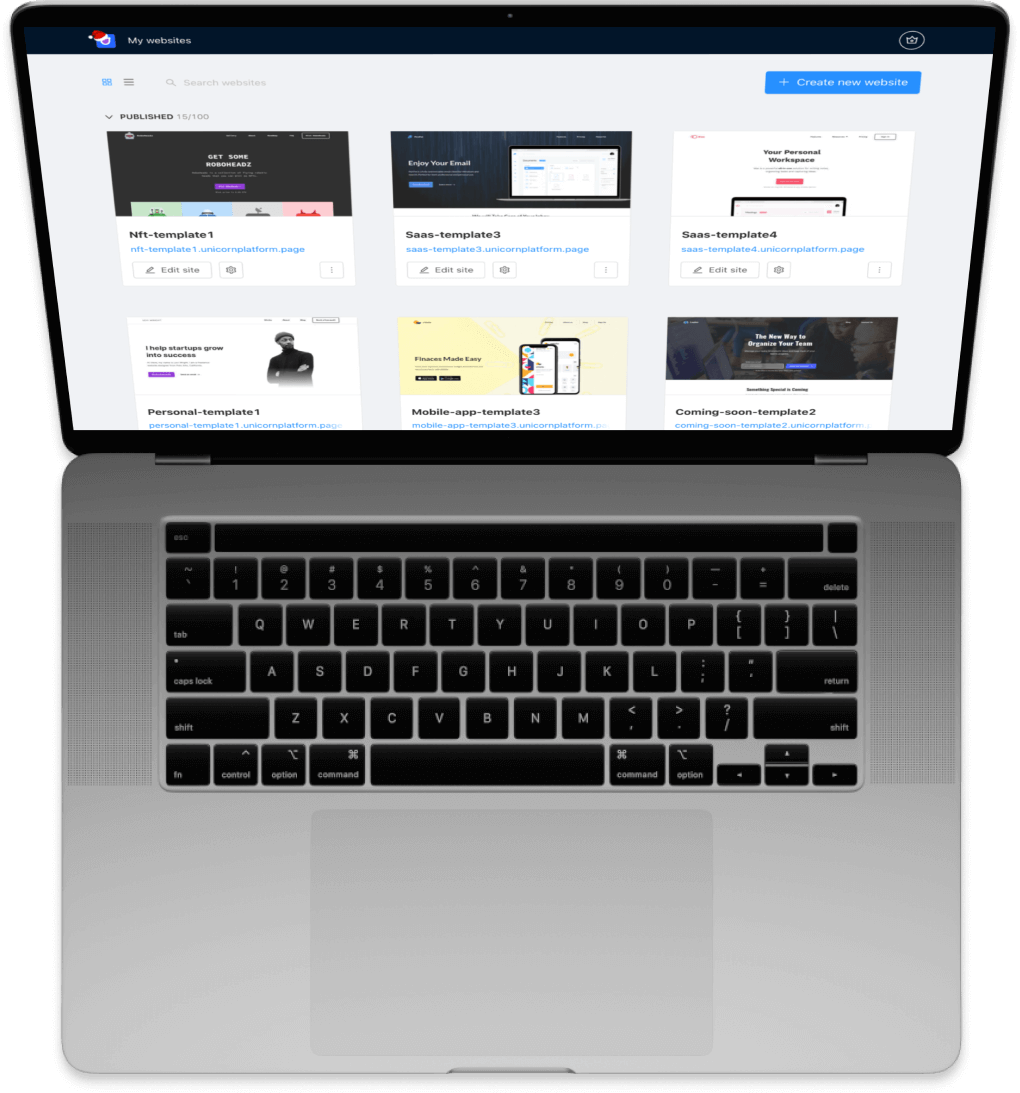 My websites
Search websites
+ Create new website
PUBLISHED 15/100
GET SOME
ROBOHEADZ
Nft-template1
nft-template1.unicornplatform.page
Edit site
Enjoy Your Email
Saas-template3
saas-template3.unicornplatform.page
Edit site
Your Personal
Workspace
Saas-template4
saas-template4.unicornplatform.page
Edit site
I help startups grow
into success
Personal-template1
personal-template1.unicornplatform.page
Finaces Made Easy
Mobile-app-template3
mobile-app-template3.unicornplatform.pa
The New Way to
Organize Your Team
Something Special is Coming
Coming-soon-template2
coming-soon-template2.unicornplatform
esc
~ ! @ # $ % ^ & * ( ) — +
` 1 2 3 4 5 6 7 8 9 0 - = delete
tab Q W E R T Y U I O P { [ } ] | \
caps lock A S D F G H J K L : ; " ' return
shift Z X C V B N M < , > . ? / shift
fn control option command command option